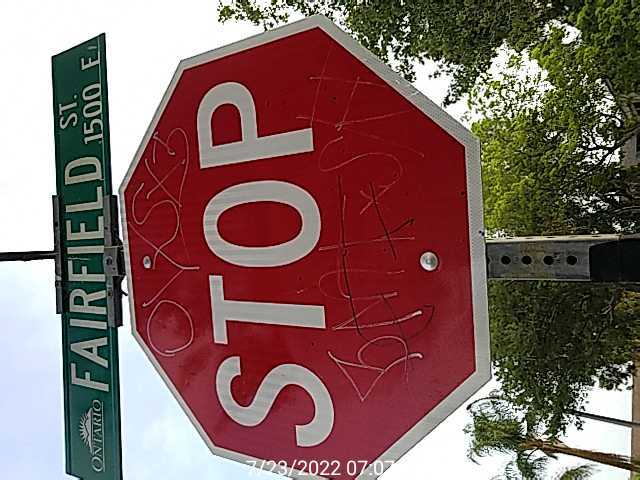 ONTARIO
FAIRFIELD ST.
1500 E
STOP
7/23/2022 07:07